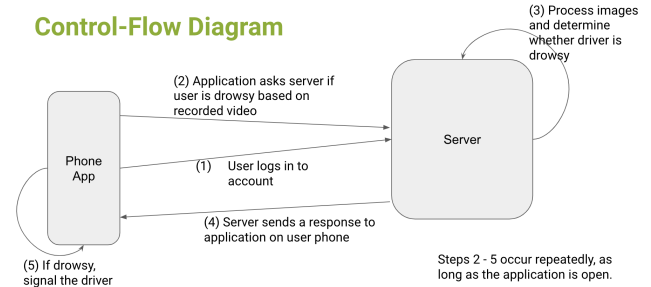 Control-Flow Diagram
(3) Process images
and determine
whether driver is
drowsy
(2) Application asks server if
user is drowsy based on
recorded video
Phone
App
Server
(1) User logs in to
account
(4) Server sends a response to
application on user phone
(5) If drowsy,
signal the driver
Steps 2 - 5 occur repeatedly, as
long as the application is open.